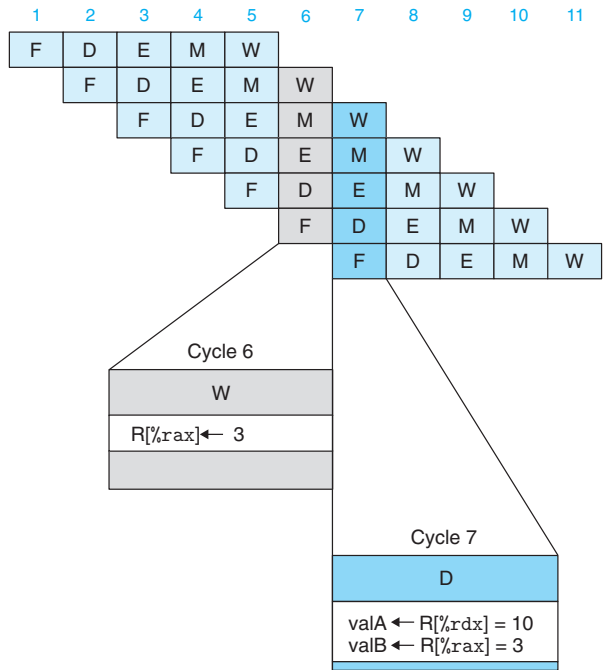 1 2 3 4 5 6 7 8 9 10 11
F D E M W
F D E M W
F D E M W
F D E M W
F D E M W
F D E M W
F D E M W
Cycle 6
W
R[%rax]← 3
Cycle 7
D
valA ← R[%rdx] = 10
valB ← R[%rax] = 3